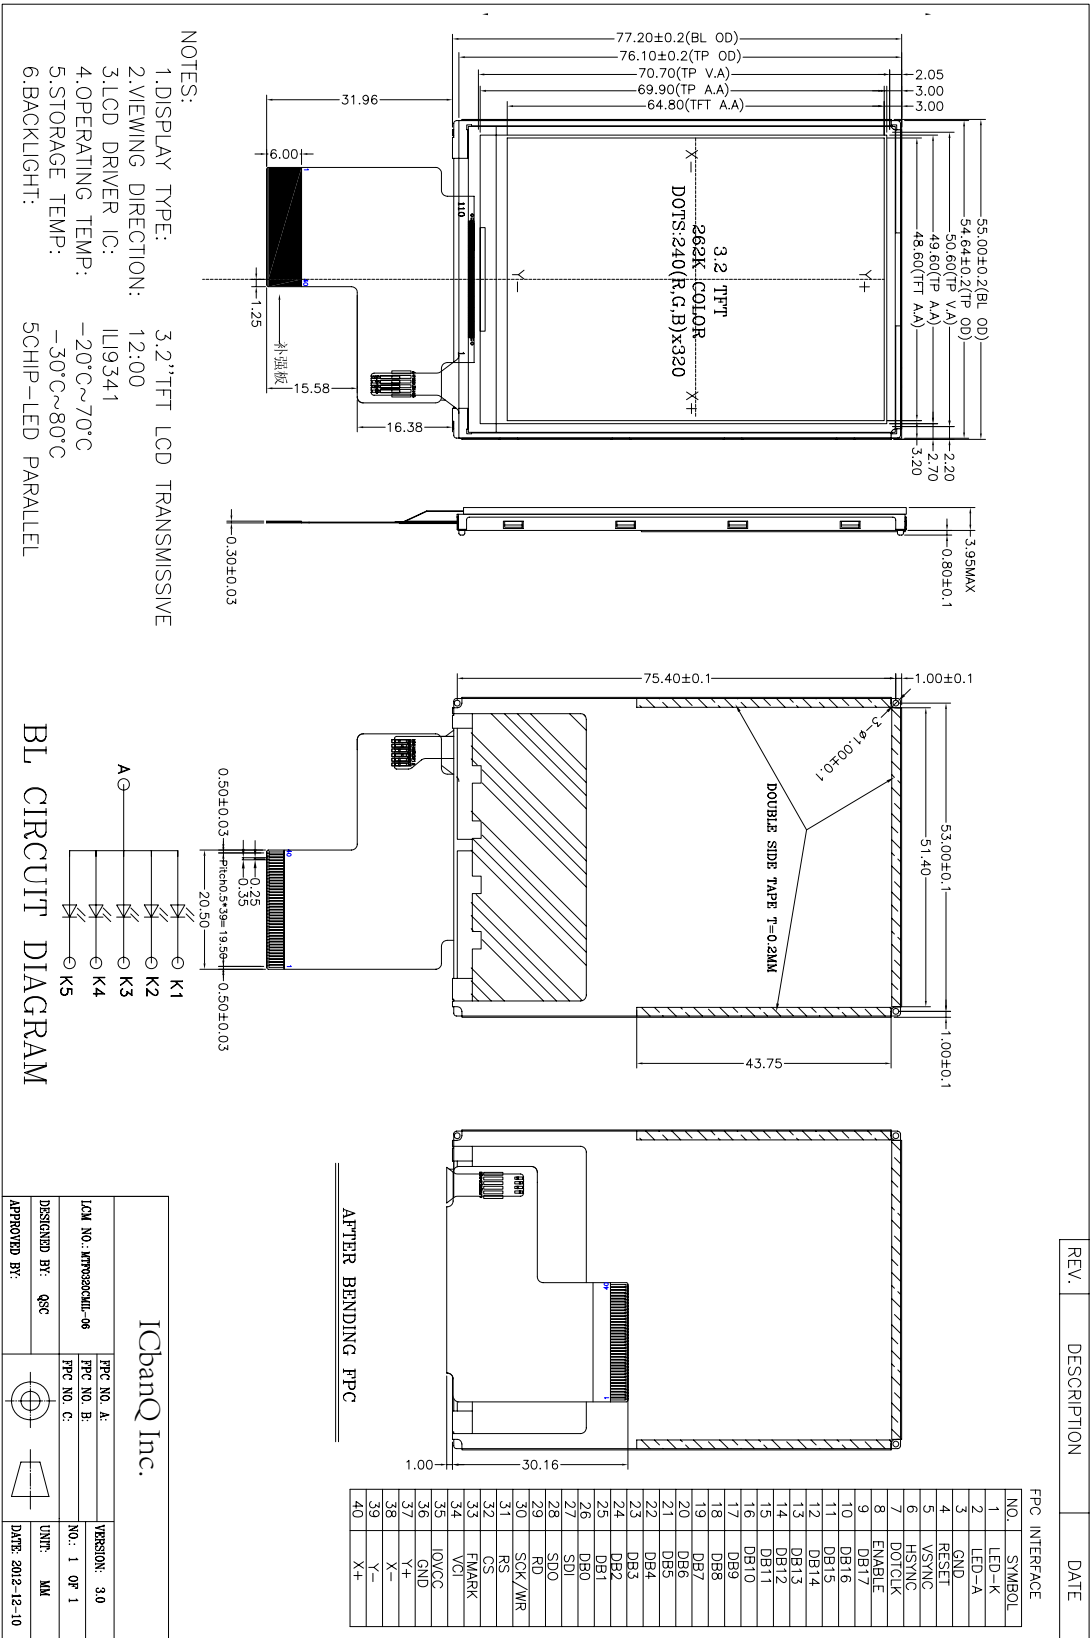 REV.
DESCRIPTION
DATE
77.20±0.2(BL OD)
76.10±0.2(TP OD)
70.70(TP V.A)
69.90(TP A.A)
64.80(TFT A.A)
2.05
3.00
3.00
31.96
6.00
1.25
15.58
16.38
补强板
1
40
110
1
55.00±0.2(BL OD)
54.64±0.2(TP OD)
50.60(TP V.A)
49.60(TP A.A)
48.60(TFT A.A)
2.20
2.70
3.20
X-
X+
Y-
Y+
3.2 TFT
262K COLOR
DOTS:240(R,G,B)x320
3.95MAX
0.80±0.1
0.30±0.03
75.40±0.1
1.00±0.1
53.00±0.1
51.40
1.00±0.1
3-ø1.00±0.1
DOUBLE SIDE TAPE T=0.2MM
43.75
40
1
0.25
0.35
0.50±0.03
Pitch0.5*39=19.50
0.50±0.03
20.50
40
1
30.16
1.00
AFTER BENDING FPC
NOTES:
1.DISPLAY TYPE: 3.2''TFT LCD TRANSMISSIVE
2.VIEWING DIRECTION: 12:00
3.LCD DRIVER IC: ILI9341
4.OPERATING TEMP: -20°C~70°C
5.STORAGE TEMP: -30°C~80°C
6.BACKLIGHT: 5CHIP-LED PARALLEL
A
K1
K2
K3
K4
K5
BL CIRCUIT DIAGRAM
FPC INTERFACE
NO. SYMBOL
1 LED-K
2 LED-A
3 GND
4 RESET
5 VSYNC
6 HSYNC
7 DOTCLK
8 ENABLE
9 DB17
10 DB16
11 DB15
12 DB14
13 DB13
14 DB12
15 DB11
16 DB10
17 DB9
18 DB8
19 DB7
20 DB6
21 DB5
22 DB4
23 DB3
24 DB2
25 DB1
26 DB0
27 SDI
28 SDO
29 RD
30 SCK/WR
31 RS
32 CS
33 FMARK
34 VCI
35 IOVCC
36 GND
37 Y+
38 X-
39 Y-
40 X+
ICbanQ Inc.
LCM NO.: MTF0320CMIL-06
FPC NO. A:
FPC NO. B:
FPC NO. C:
VERSION: 3.0
NO.: 1 OF 1
DESIGNED BY: QSC
UNIT: MM
APPROVED BY:
DATE: 2012-12-10